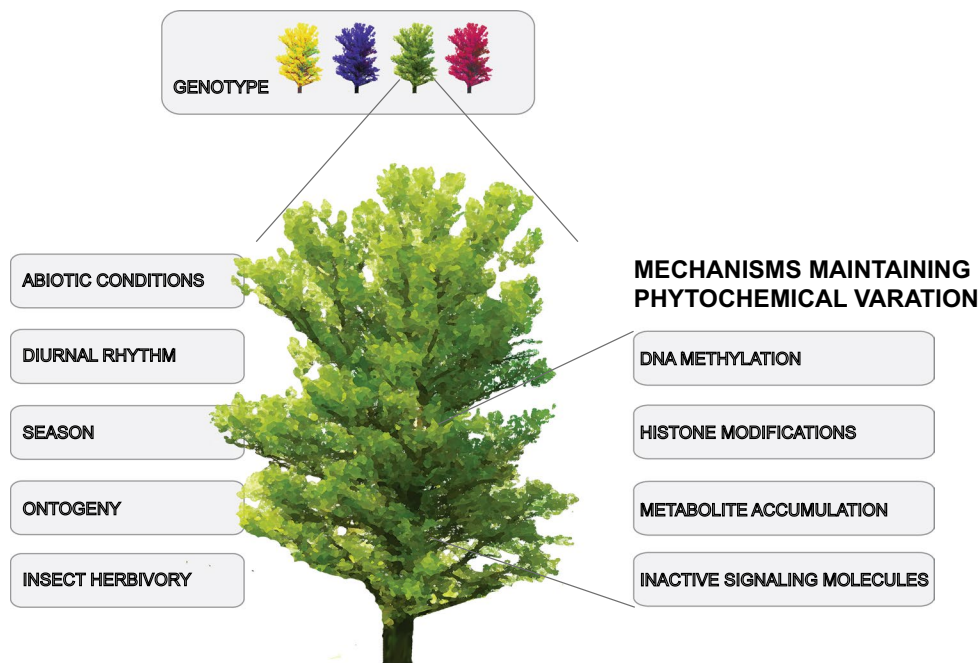 GENOTYPE
ABIOTIC CONDITIONS
DIURNAL RHYTHM
SEASON
ONTOGENY
INSECT HERBIVORY
MECHANISMS MAINTAINING
PHYTOCHEMICAL VARATION
DNA METHYLATION
HISTONE MODIFICATIONS
METABOLITE ACCUMULATION
INACTIVE SIGNALING MOLECULES